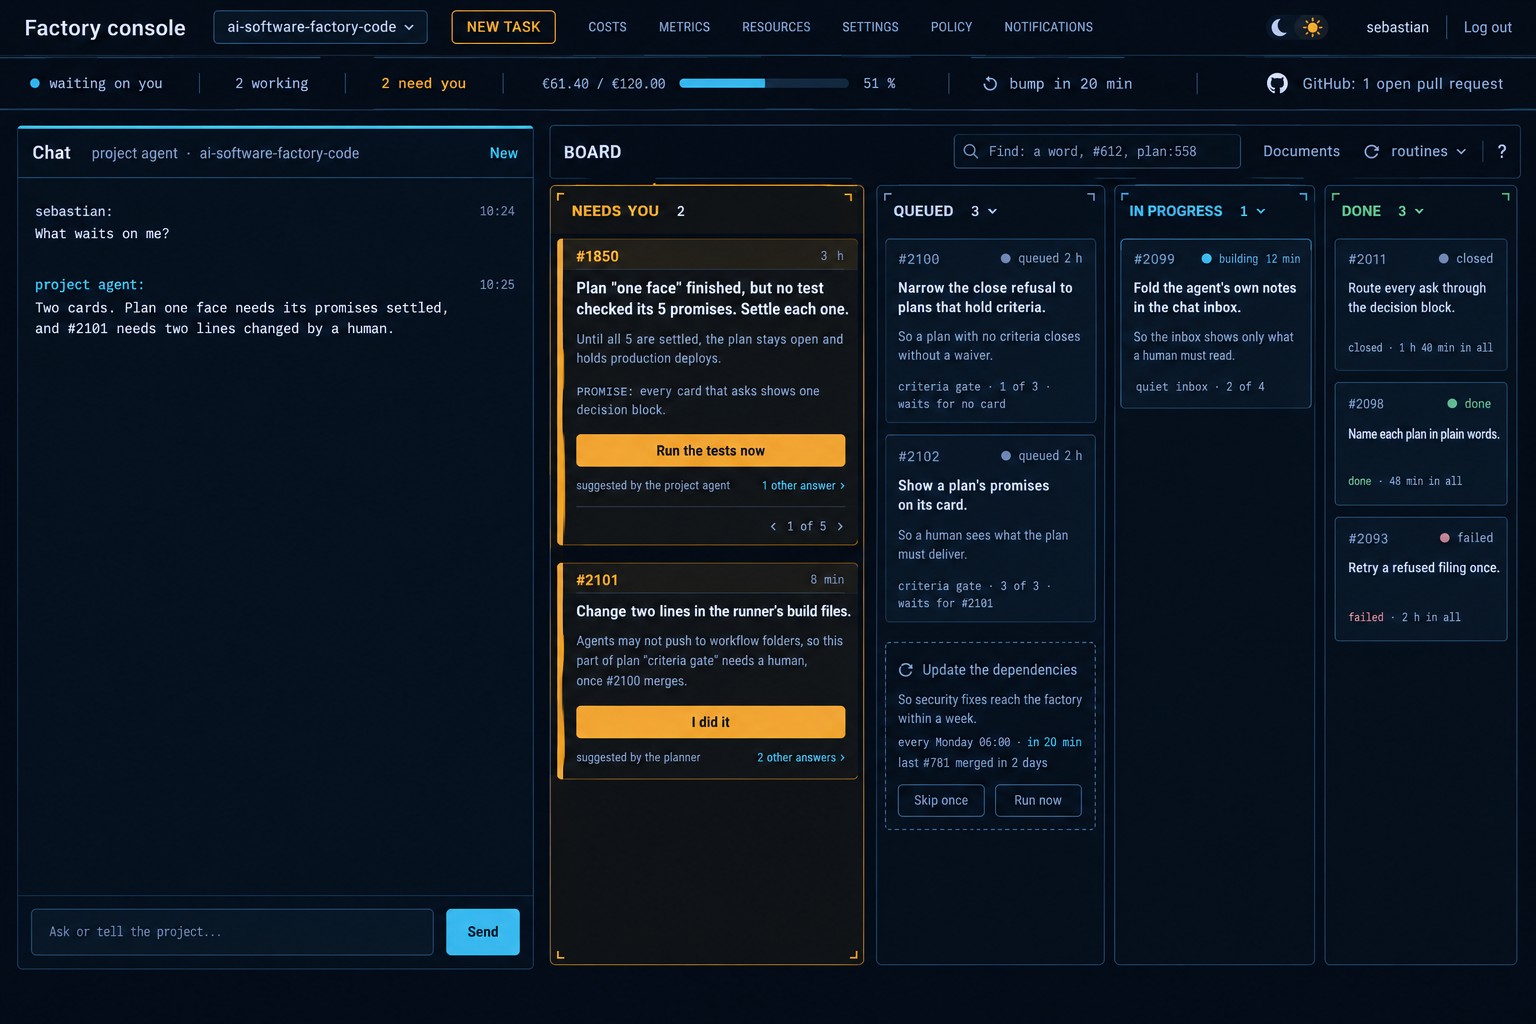 Factory console
ai-software-factory-code
NEW TASK
COSTS
METRICS
RESOURCES
SETTINGS
POLICY
NOTIFICATIONS
sebastian
Log out
waiting on you
2 working
2 need you
€61.40 / €120.00
51 %
bump in 20 min
GitHub: 1 open pull request
Chat
project agent · ai-software-factory-code
New
sebastian:
10:24
What waits on me?
project agent:
10:25
Two cards. Plan one face needs its promises settled,
and #2101 needs two lines changed by a human.
Ask or tell the project...
Send
BOARD
Find: a word, #612, plan:558
Documents
routines
?
NEEDS YOU 2
#1850
3 h
Plan "one face" finished, but no test
checked its 5 promises. Settle each one.
Until all 5 are settled, the plan stays open and
holds production deploys.
PROMISE: every card that asks shows one
decision block.
Run the tests now
suggested by the project agent
1 other answer ›
‹ 1 of 5 ›
#2101
8 min
Change two lines in the runner's build files.
Agents may not push to workflow folders, so this
part of plan "criteria gate" needs a human,
once #2100 merges.
I did it
suggested by the planner
2 other answers ›
QUEUED 3
#2100
queued 2 h
Narrow the close refusal to
plans that hold criteria.
So a plan with no criteria closes
without a waiver.
criteria gate · 1 of 3 ·
waits for no card
#2102
queued 2 h
Show a plan's promises
on its card.
So a human sees what the plan
must deliver.
criteria gate · 3 of 3 ·
waits for #2101
Update the dependencies
So security fixes reach the factory
within a week.
every Monday 06:00 · in 20 min
last #781 merged in 2 days
Skip once
Run now
IN PROGRESS 1
#2099
building 12 min
Fold the agent's own notes
in the chat inbox.
So the inbox shows only what
a human must read.
quiet inbox · 2 of 4
DONE 3
#2011
closed
Route every ask through
the decision block.
closed · 1 h 40 min in all
#2098
done
Name each plan in plain words.
done · 48 min in all
#2093
failed
Retry a refused filing once.
failed · 2 h in all